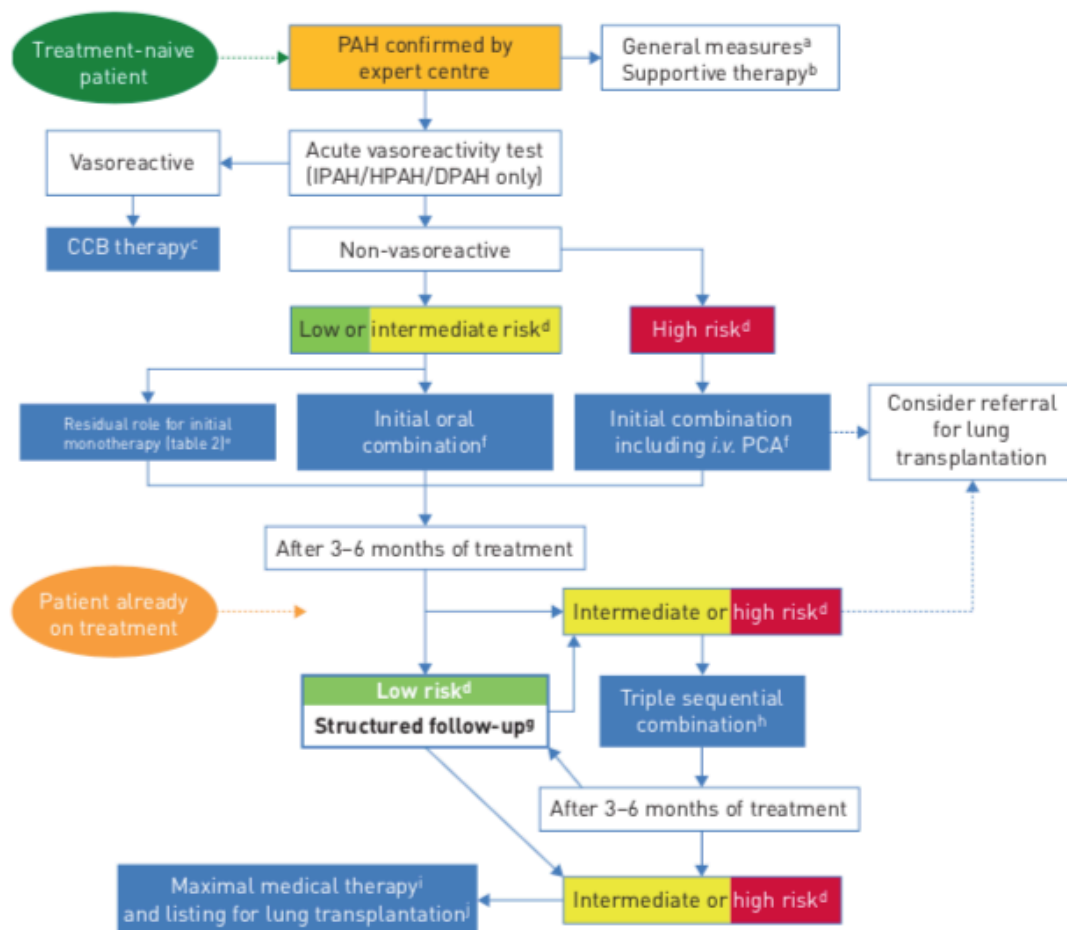 Treatment-naive
patient
PAH confirmed by
expert centre
General measuresᵃ
Supportive therapyᵇ
Vasoreactive
Acute vasoreactivity test
(IPAH/HPAH/DPAH only)
CCB therapyᶜ
Non-vasoreactive
Low or intermediate riskᵈ
High riskᵈ
Residual role for initial
monotherapy (table 2)ᵉ
Initial oral
combinationᶠ
Initial combination
including i.v. PCAᶠ
Consider referral
for lung
transplantation
After 3–6 months of treatment
Patient already
on treatment
Intermediate or high riskᵈ
Low riskᵈ
Structured follow-upᵍ
Triple sequential
combinationʰ
After 3–6 months of treatment
Maximal medical therapyⁱ
and listing for lung transplantationʲ
Intermediate or high riskᵈ